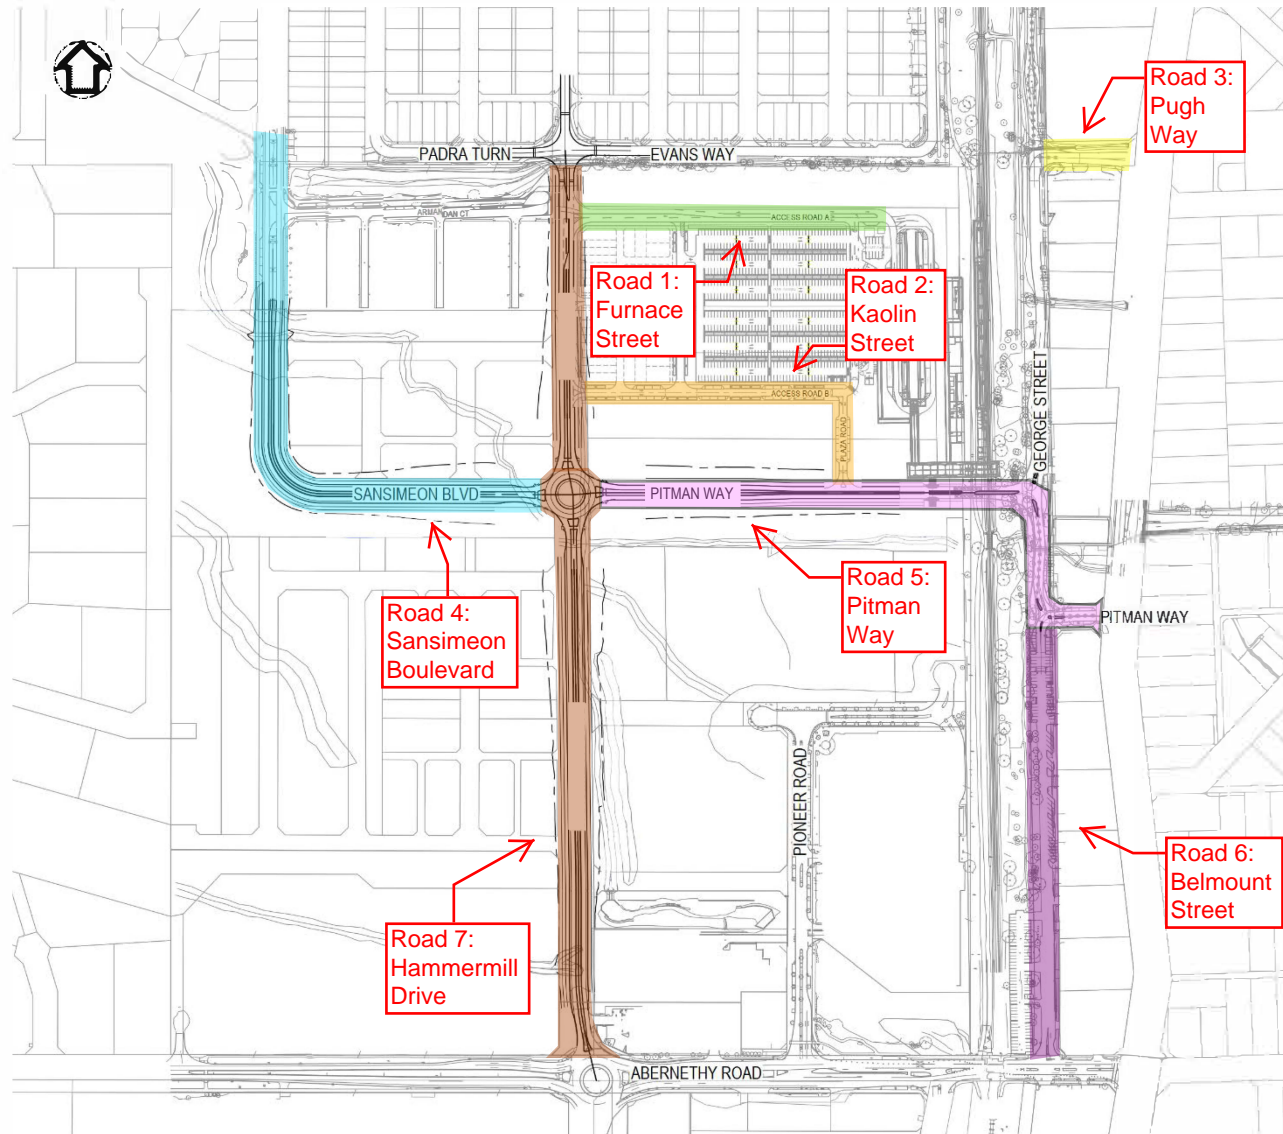 Road 3:
Pugh
Way
PADRA TURN
EVANS WAY
ARMANDAN CT
ACCESS ROAD A
Road 1:
Furnace
Street
Road 2:
Kaolin
Street
GEORGE STREET
ACCESS ROAD B
PLAZA ROAD
SANSIMEON BLVD
PITMAN WAY
Road 5:
Pitman
Way
Road 4:
Sansimeon
Boulevard
PITMAN WAY
PIONEER ROAD
Road 6:
Belmount
Street
Road 7:
Hammermill
Drive
ABERNETHY ROAD